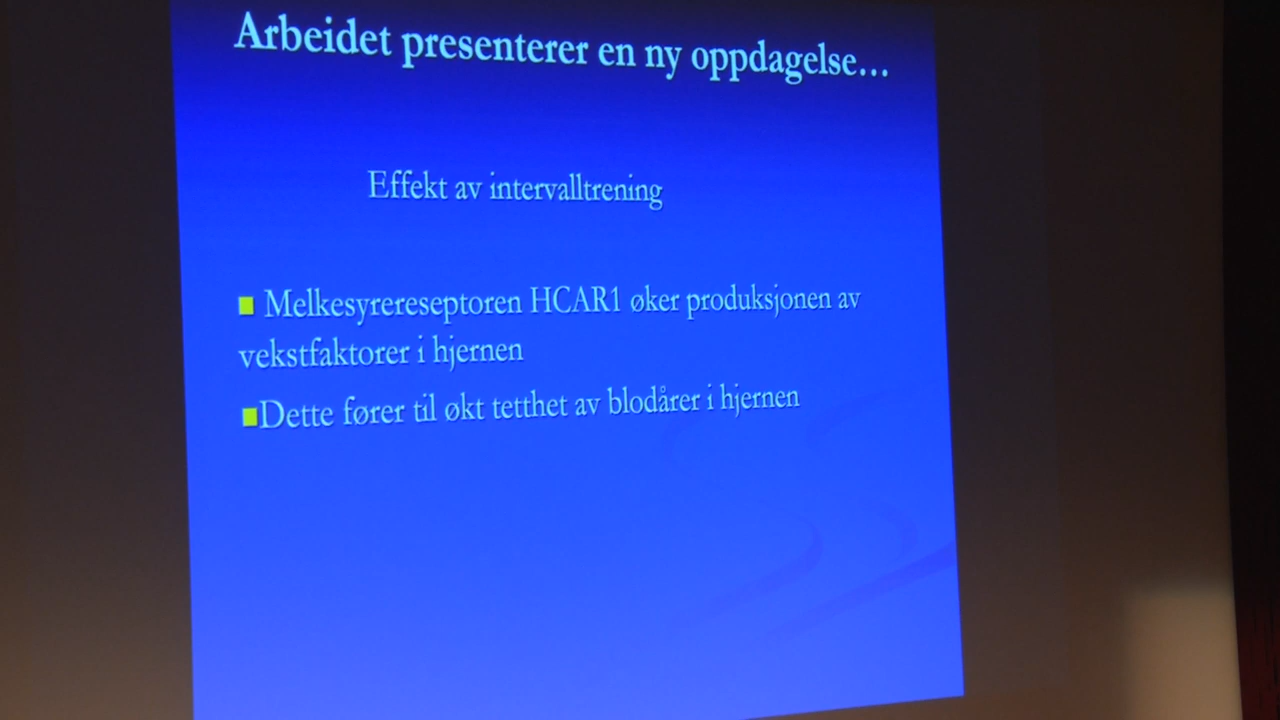 Arbeidet presenterer en ny oppdagelse...
Effekt av intervalltrening
■ Melkesyrereseptoren HCAR1 øker produksjonen av
vekstfaktorer i hjernen
■Dette fører til økt tetthet av blodårer i hjernen